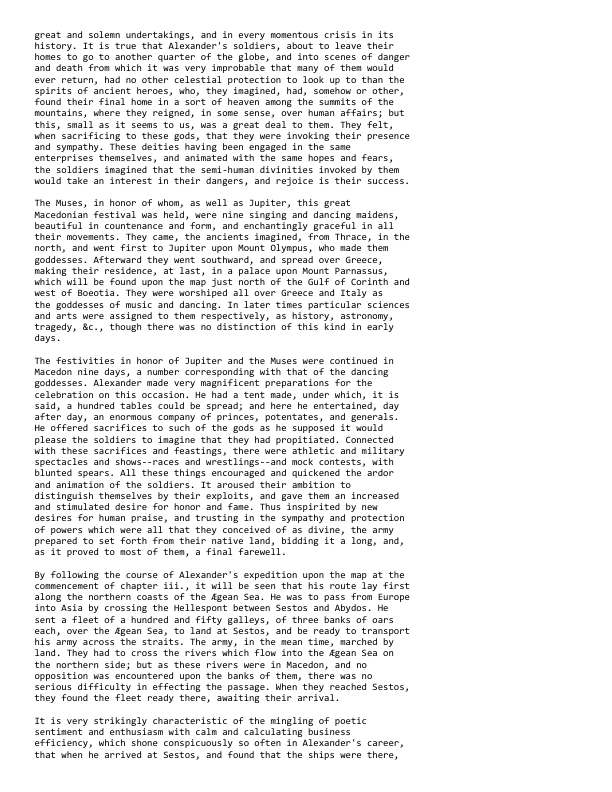 great and solemn undertakings, and in every momentous crisis in its
history. It is true that Alexander's soldiers, about to leave their
homes to go to another quarter of the globe, and into scenes of danger
and death from which it was very improbable that many of them would
ever return, had no other celestial protection to look up to than the
spirits of ancient heroes, who, they imagined, had, somehow or other,
found their final home in a sort of heaven among the summits of the
mountains, where they reigned, in some sense, over human affairs; but
this, small as it seems to us, was a great deal to them. They felt,
when sacrificing to these gods, that they were invoking their presence
and sympathy. These deities having been engaged in the same
enterprises themselves, and animated with the same hopes and fears,
the soldiers imagined that the semi-human divinities invoked by them
would take an interest in their dangers, and rejoice is their success.

The Muses, in honor of whom, as well as Jupiter, this great
Macedonian festival was held, were nine singing and dancing maidens,
beautiful in countenance and form, and enchantingly graceful in all
their movements. They came, the ancients imagined, from Thrace, in the
north, and went first to Jupiter upon Mount Olympus, who made them
goddesses. Afterward they went southward, and spread over Greece,
making their residence, at last, in a palace upon Mount Parnassus,
which will be found upon the map just north of the Gulf of Corinth and
west of Boeotia. They were worshiped all over Greece and Italy as
the goddesses of music and dancing. In later times particular sciences
and arts were assigned to them respectively, as history, astronomy,
tragedy, &c., though there was no distinction of this kind in early
days.

The festivities in honor of Jupiter and the Muses were continued in
Macedon nine days, a number corresponding with that of the dancing
goddesses. Alexander made very magnificent preparations for the
celebration on this occasion. He had a tent made, under which, it is
said, a hundred tables could be spread; and here he entertained, day
after day, an enormous company of princes, potentates, and generals.
He offered sacrifices to such of the gods as he supposed it would
please the soldiers to imagine that they had propitiated. Connected
with these sacrifices and feastings, there were athletic and military
spectacles and shows--races and wrestlings--and mock contests, with
blunted spears. All these things encouraged and quickened the ardor
and animation of the soldiers. It aroused their ambition to
distinguish themselves by their exploits, and gave them an increased
and stimulated desire for honor and fame. Thus inspirited by new
desires for human praise, and trusting in the sympathy and protection
of powers which were all that they conceived of as divine, the army
prepared to set forth from their native land, bidding it a long, and,
as it proved to most of them, a final farewell.

By following the course of Alexander's expedition upon the map at the
commencement of chapter iii., it will be seen that his route lay first
along the northern coasts of the Ægean Sea. He was to pass from Europe
into Asia by crossing the Hellespont between Sestos and Abydos. He
sent a fleet of a hundred and fifty galleys, of three banks of oars
each, over the Ægean Sea, to land at Sestos, and be ready to transport
his army across the straits. The army, in the mean time, marched by
land. They had to cross the rivers which flow into the Ægean Sea on
the northern side; but as these rivers were in Macedon, and no
opposition was encountered upon the banks of them, there was no
serious difficulty in effecting the passage. When they reached Sestos,
they found the fleet ready there, awaiting their arrival.

It is very strikingly characteristic of the mingling of poetic
sentiment and enthusiasm with calm and calculating business
efficiency, which shone conspicuously so often in Alexander's career,
that when he arrived at Sestos, and found that the ships were there,